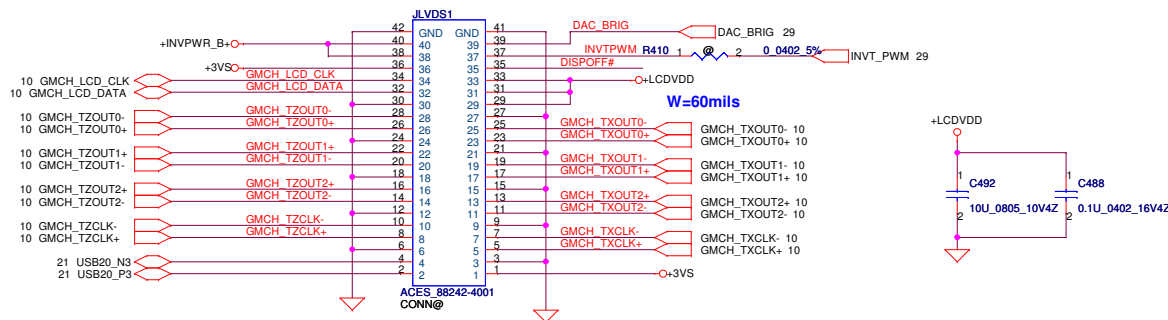 JLVDS1
42 GND GND 41 DAC_BRIG DAC_BRIG 29
+INVPWR_B+ 40 40 39 39
38 38 37 37 INVTPWM R410 1 @ 2 0_0402_5% INVT_PWM 29
+3VS 36 36 35 35 DISPOFF#
10 GMCH_LCD_CLK GMCH_LCD_CLK 34 34 33 33 +LCDVDD
10 GMCH_LCD_DATA GMCH_LCD_DATA 32 32 31 31
30 30 29 29 W=60mils
10 GMCH_TZOUT0- GMCH_TZOUT0- 28 28 27 27
10 GMCH_TZOUT0+ GMCH_TZOUT0+ 26 26 25 25 GMCH_TXOUT0- GMCH_TXOUT0- 10
24 24 23 23 GMCH_TXOUT0+ GMCH_TXOUT0+ 10
10 GMCH_TZOUT1+ GMCH_TZOUT1+ 22 22 21 21
10 GMCH_TZOUT1- GMCH_TZOUT1- 20 20 19 19 GMCH_TXOUT1- GMCH_TXOUT1- 10
18 18 17 17 GMCH_TXOUT1+ GMCH_TXOUT1+ 10
10 GMCH_TZOUT2+ GMCH_TZOUT2+ 16 16 15 15
10 GMCH_TZOUT2- GMCH_TZOUT2- 14 14 13 13 GMCH_TXOUT2+ GMCH_TXOUT2+ 10
12 12 11 11 GMCH_TXOUT2- GMCH_TXOUT2- 10
10 GMCH_TZCLK- GMCH_TZCLK- 10 10 9 9
10 GMCH_TZCLK+ GMCH_TZCLK+ 8 8 7 7 GMCH_TXCLK- GMCH_TXCLK- 10
6 6 5 5 GMCH_TXCLK+ GMCH_TXCLK+ 10
21 USB20_N3 4 4 3 3
21 USB20_P3 2 2 1 1 +3VS
ACES_88242-4001
CONN@
+LCDVDD
1 1
C492 C488
10U_0805_10V4Z 0.1U_0402_16V4Z
2 2